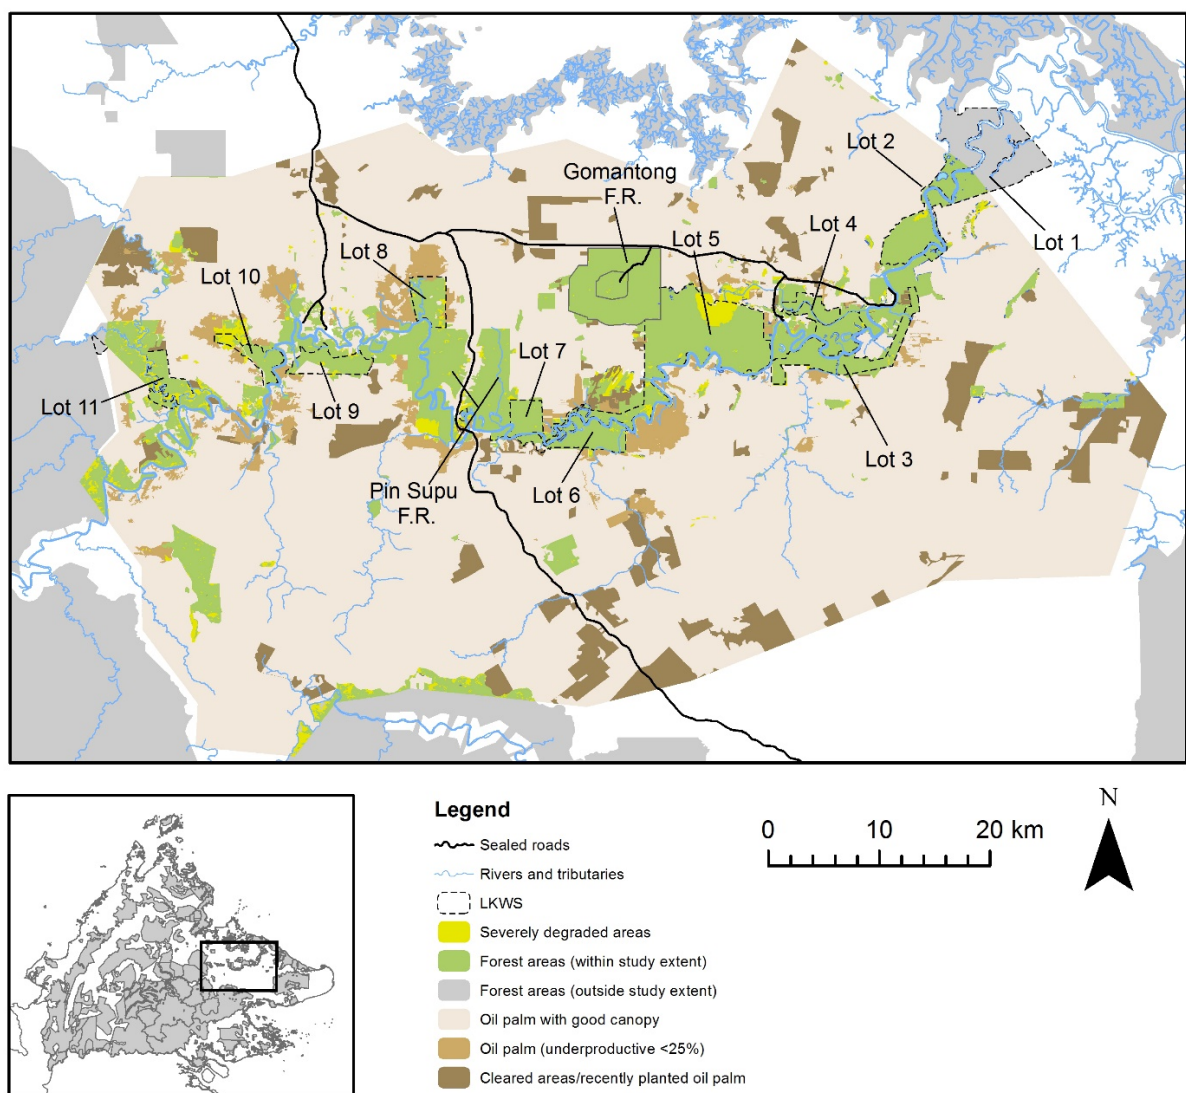 Lot 2
Gomantong
F.R.
Lot 1
Lot 5
Lot 4
Lot 8
Lot 10
Lot 7
Lot 11
Lot 9
Lot 3
Pin Supu
F.R.
Lot 6
Legend
Sealed roads
Rivers and tributaries
LKWS
Severely degraded areas
Forest areas (within study extent)
Forest areas (outside study extent)
Oil palm with good canopy
Oil palm (underproductive <25%)
Cleared areas/recently planted oil palm
0 10 20 km
N